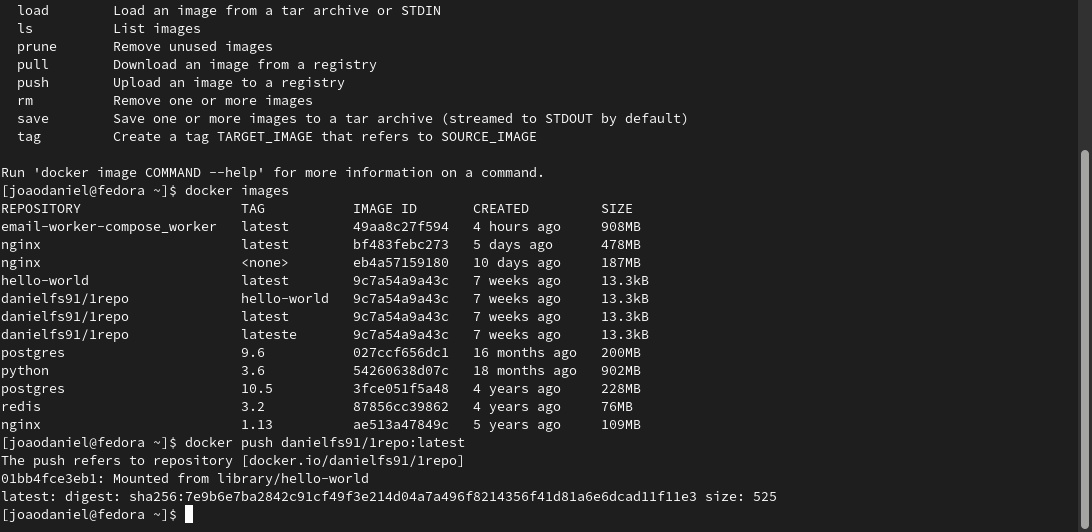 load        Load an image from a tar archive or STDIN
ls          List images
prune       Remove unused images
pull        Download an image from a registry
push        Upload an image to a registry
rm          Remove one or more images
save        Save one or more images to a tar archive (streamed to STDOUT by default)
tag         Create a tag TARGET_IMAGE that refers to SOURCE_IMAGE
Run 'docker image COMMAND --help' for more information on a command.
[joaodaniel@fedora ~]$ docker images
REPOSITORY                    TAG           IMAGE ID       CREATED         SIZE
email-worker-compose_worker   latest        49aa8c27f594   4 hours ago     908MB
nginx                         latest        bf483febc273   5 days ago      478MB
nginx                         <none>        eb4a57159180   10 days ago     187MB
hello-world                   latest        9c7a54a9a43c   7 weeks ago     13.3kB
danielfs91/1repo              hello-world   9c7a54a9a43c   7 weeks ago     13.3kB
danielfs91/1repo              latest        9c7a54a9a43c   7 weeks ago     13.3kB
danielfs91/1repo              lateste       9c7a54a9a43c   7 weeks ago     13.3kB
postgres                      9.6           027ccf656dc1   16 months ago   200MB
python                        3.6           54260638d07c   18 months ago   902MB
postgres                      10.5          3fce051f5a48   4 years ago     228MB
redis                         3.2           87856cc39862   4 years ago     76MB
nginx                         1.13          ae513a47849c   5 years ago     109MB
[joaodaniel@fedora ~]$ docker push danielfs91/1repo:latest
The push refers to repository [docker.io/danielfs91/1repo]
01bb4fce3eb1: Mounted from library/hello-world
latest: digest: sha256:7e9b6e7ba2842c91cf49f3e214d04a7a496f8214356f41d81a6e6dcad11f11e3 size: 525
[joaodaniel@fedora ~]$